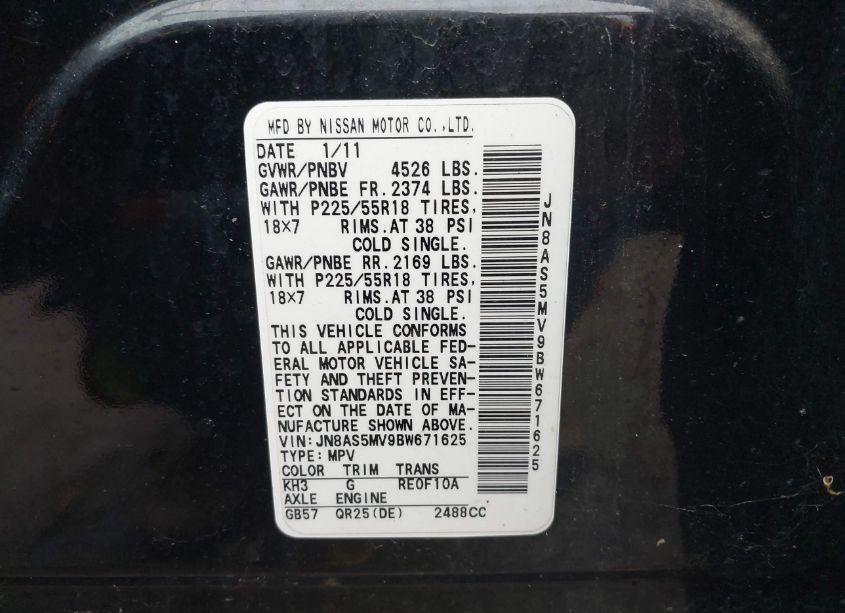 MFD BY NISSAN MOTOR CO.,LTD.
DATE 1/11
GVWR/PNBV 4526 LBS.
GAWR/PNBE FR. 2374 LBS.
WITH P225/55R18 TIRES,
18×7 RIMS.AT 38 PSI
COLD SINGLE.
GAWR/PNBE RR. 2169 LBS.
WITH P225/55R18 TIRES,
18×7 RIMS.AT 38 PSI
COLD SINGLE.
THIS VEHICLE CONFORMS
TO ALL APPLICABLE FED-
ERAL MOTOR VEHICLE SA-
FETY AND THEFT PREVEN-
TION STANDARDS IN EFF-
ECT ON THE DATE OF MA-
NUFACTURE SHOWN ABOVE.
VIN:JN8AS5MV9BW671625
TYPE:MPV
COLOR TRIM TRANS
KH3 G RE0F10A
AXLE ENGINE
GB57 QR25(DE) 2488CC
JN8AS5MV9BW671625